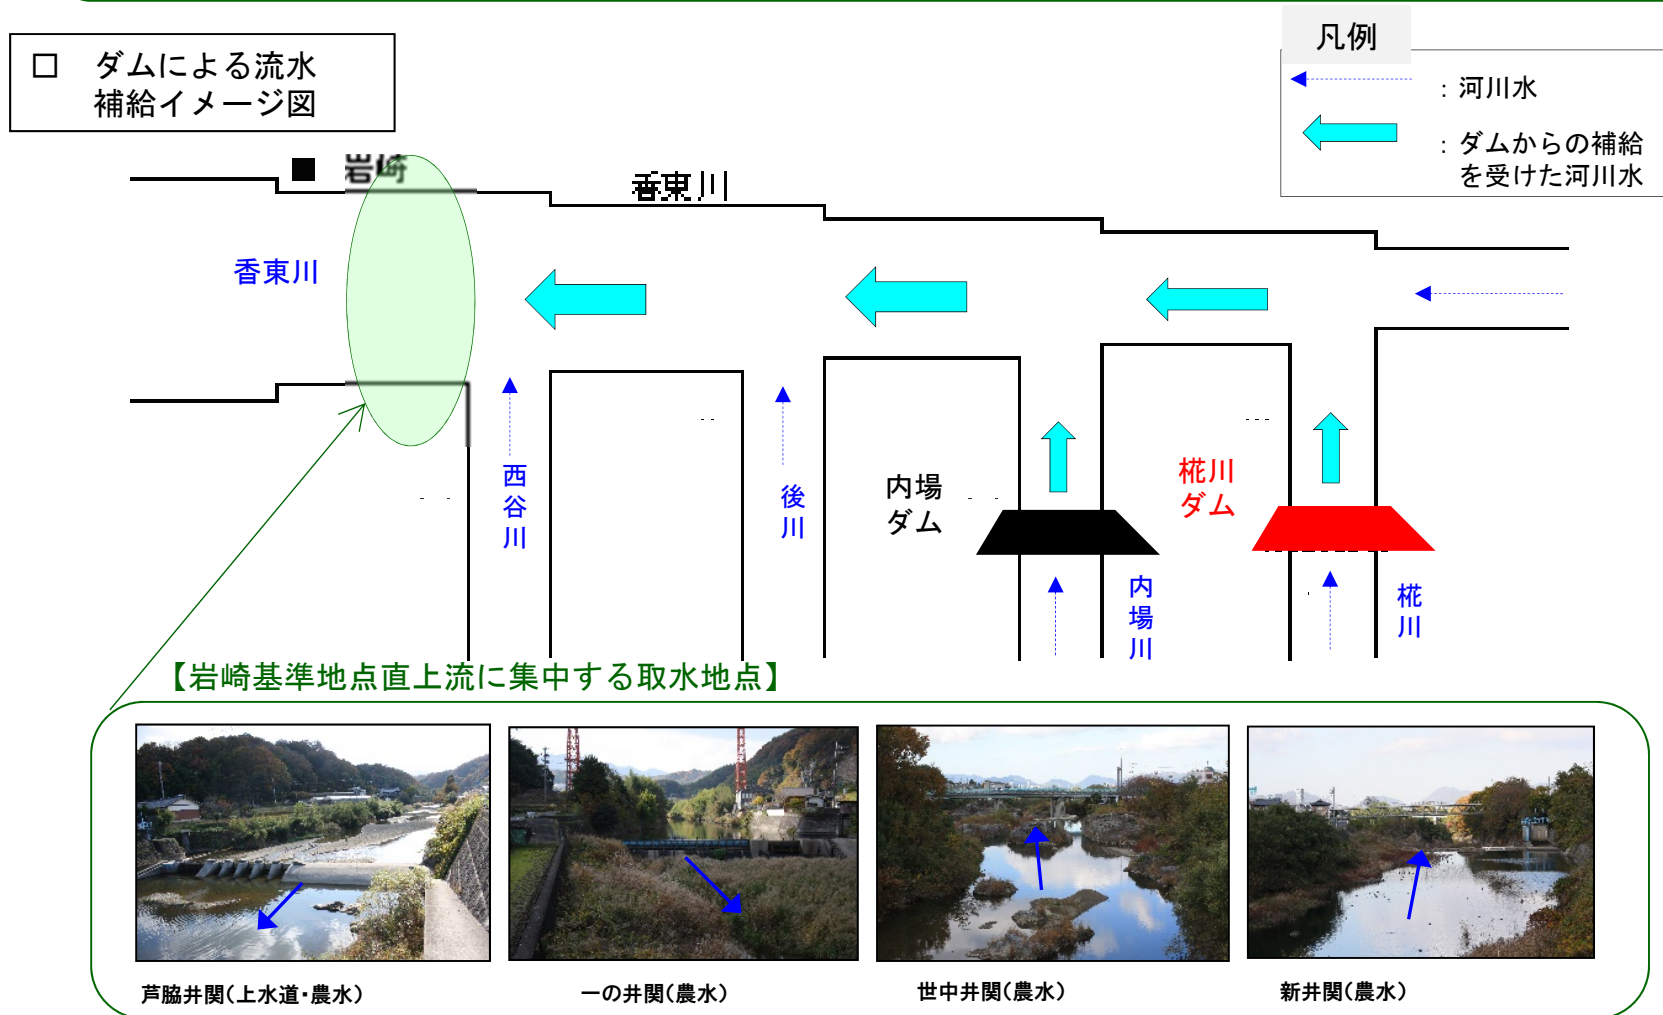 凡例
□ ダムによる流水
補給イメージ図
：河川水
：ダムからの補給
を受けた河川水
岩崎
香東川
香東川
西谷川
後川
内場
ダム
椛川
ダム
内場川
椛川
【岩崎基準地点直上流に集中する取水地点】
芦脇井関(上水道・農水)
一の井関(農水)
世中井関(農水)
新井関(農水)